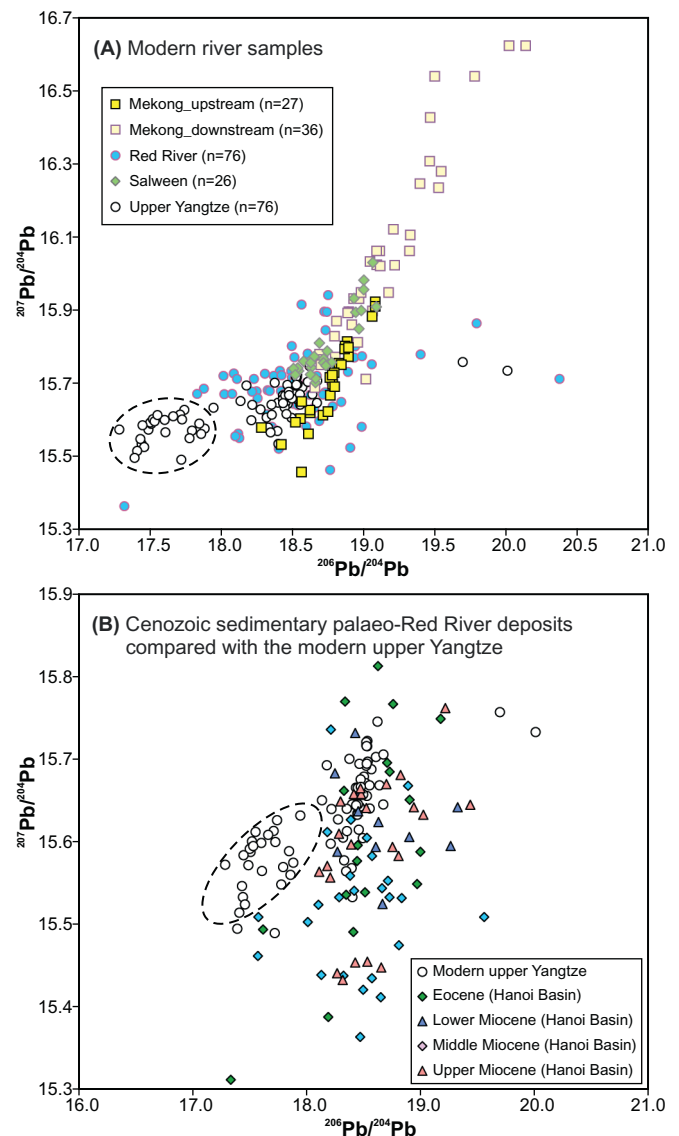 16.7
(A) Modern river samples
16.5
Mekong_upstream (n=27)
Mekong_downstream (n=36)
Red River (n=76)
Salween (n=26)
Upper Yangtze (n=76)
16.3
16.1
15.9
15.7
15.5
15.3
²⁰⁷Pb/²⁰⁴Pb
17.0 17.5 18.0 18.5 19.0 19.5 20.0 20.5 21.0
²⁰⁶Pb/²⁰⁴Pb
15.9
(B) Cenozoic sedimentary palaeo-Red River deposits
compared with the modern upper Yangtze
15.8
15.7
15.6
15.5
15.4
15.3
²⁰⁷Pb/²⁰⁴Pb
Modern upper Yangtze
Eocene (Hanoi Basin)
Lower Miocene (Hanoi Basin)
Middle Miocene (Hanoi Basin)
Upper Miocene (Hanoi Basin)
16.0 17.0 18.0 19.0 20.0 21.0
²⁰⁶Pb/²⁰⁴Pb